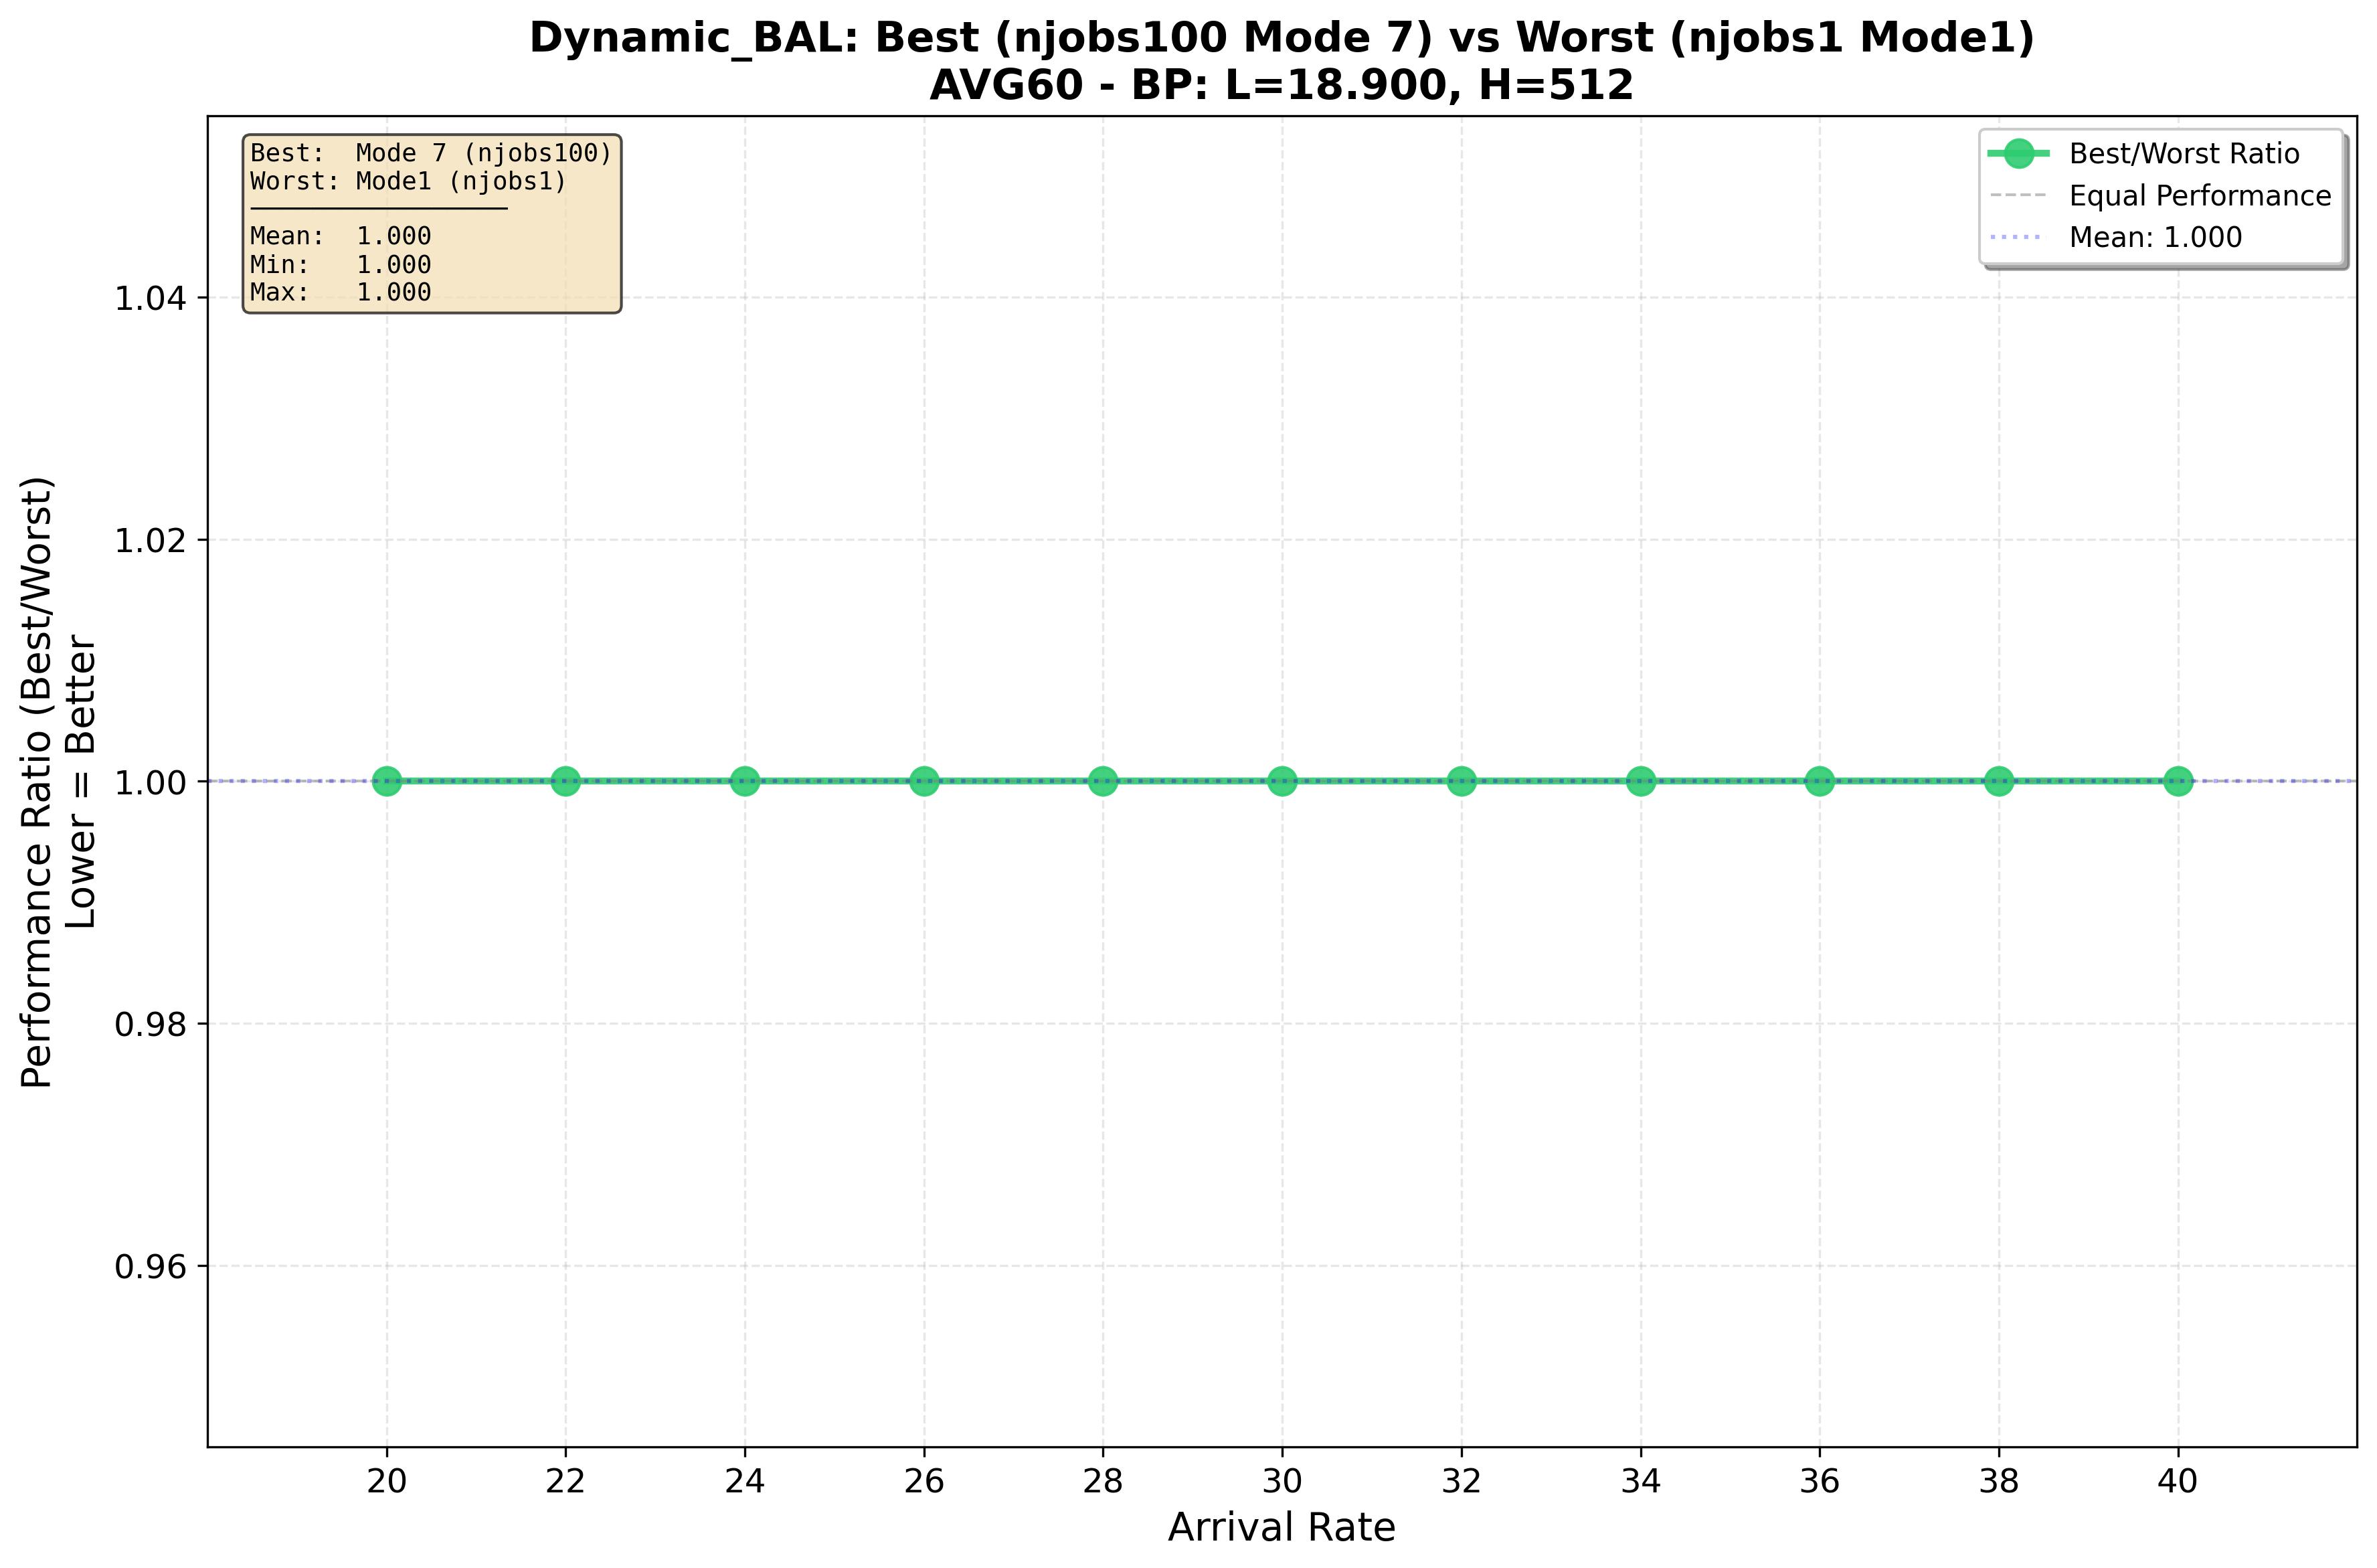 Dynamic_BAL: Best (njobs100 Mode 7) vs Worst (njobs1 Mode1)
AVG60 - BP: L=18.900, H=512
Best:  Mode 7 (njobs100)
Worst: Mode1 (njobs1)
Mean:  1.000
Min:   1.000
Max:   1.000
Best/Worst Ratio
Equal Performance
Mean: 1.000
Performance Ratio (Best/Worst)
Lower = Better
1.04
1.02
1.00
0.98
0.96
20 22 24 26 28 30 32 34 36 38 40
Arrival Rate